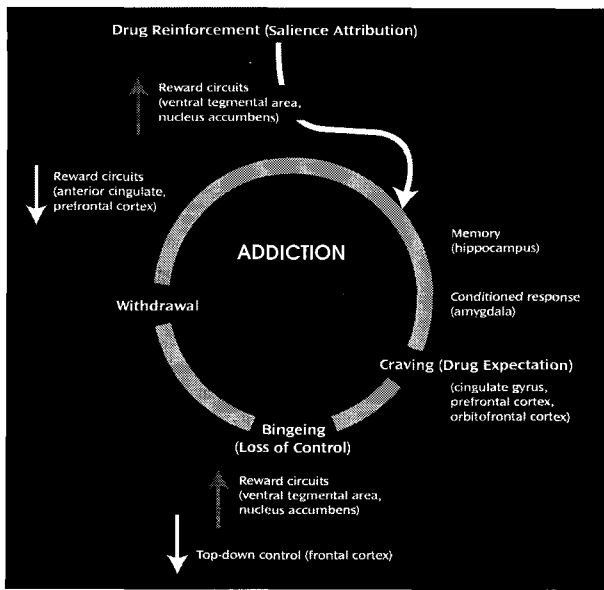 Drug Reinforcement (Salience Attribution)
Reward circuits
(ventral tegmental area,
nucleus accumbens)
Reward circuits
(anterior cingulate,
prefrontal cortex)
ADDICTION
Memory
(hippocampus)
Conditioned response
(amygdala)
Withdrawal
Craving (Drug Expectation)
(cingulate gyrus,
prefrontal cortex,
orbitofrontal cortex)
Bingeing
(Loss of Control)
Reward circuits
(ventral tegmental area,
nucleus accumbens)
Top-down control (frontal cortex)